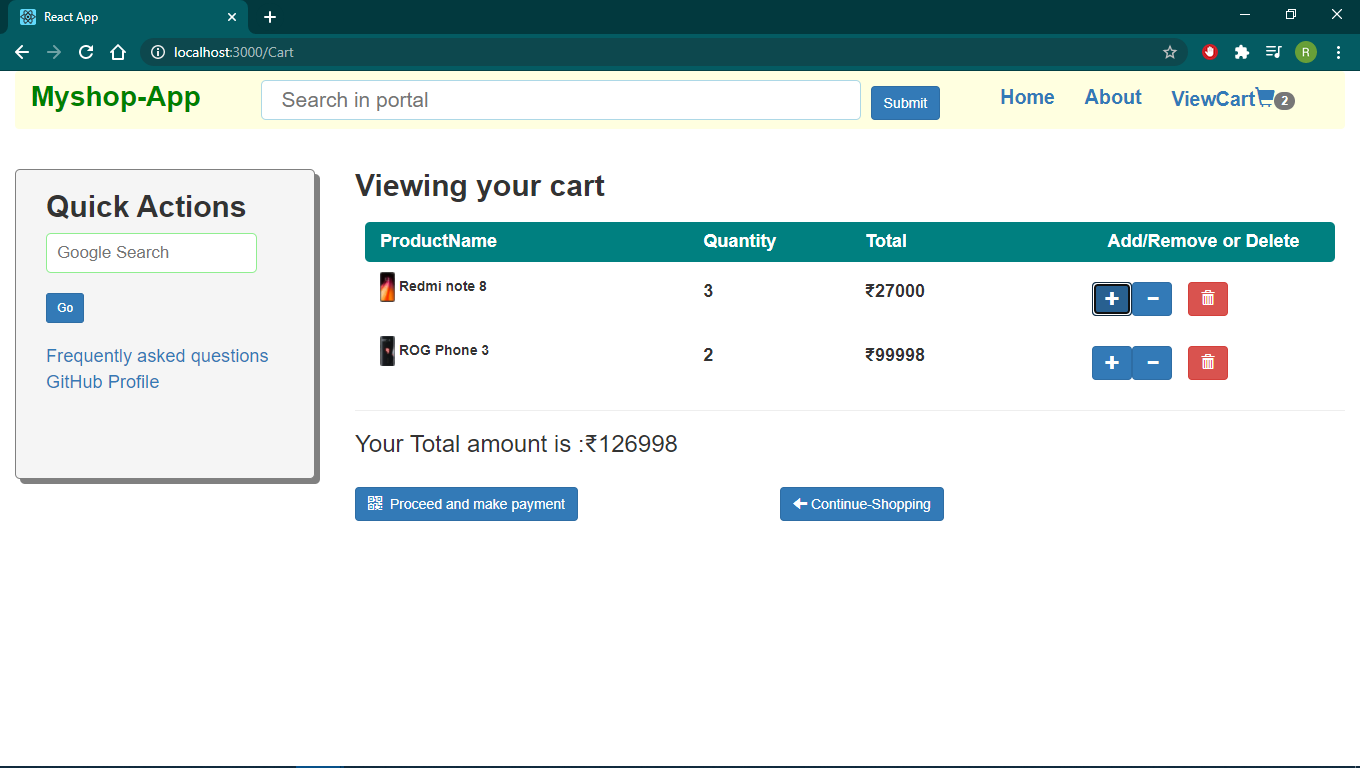 React App
localhost:3000/Cart
R
Myshop-App
Search in portal
Submit
Home
About
ViewCart 2
Quick Actions
Google Search
Go
Frequently asked questions
GitHub Profile
Viewing your cart
ProductName Quantity Total Add/Remove or Delete
Redmi note 8 3 ₹27000
ROG Phone 3 2 ₹99998
Your Total amount is :₹126998
Proceed and make payment
Continue-Shopping